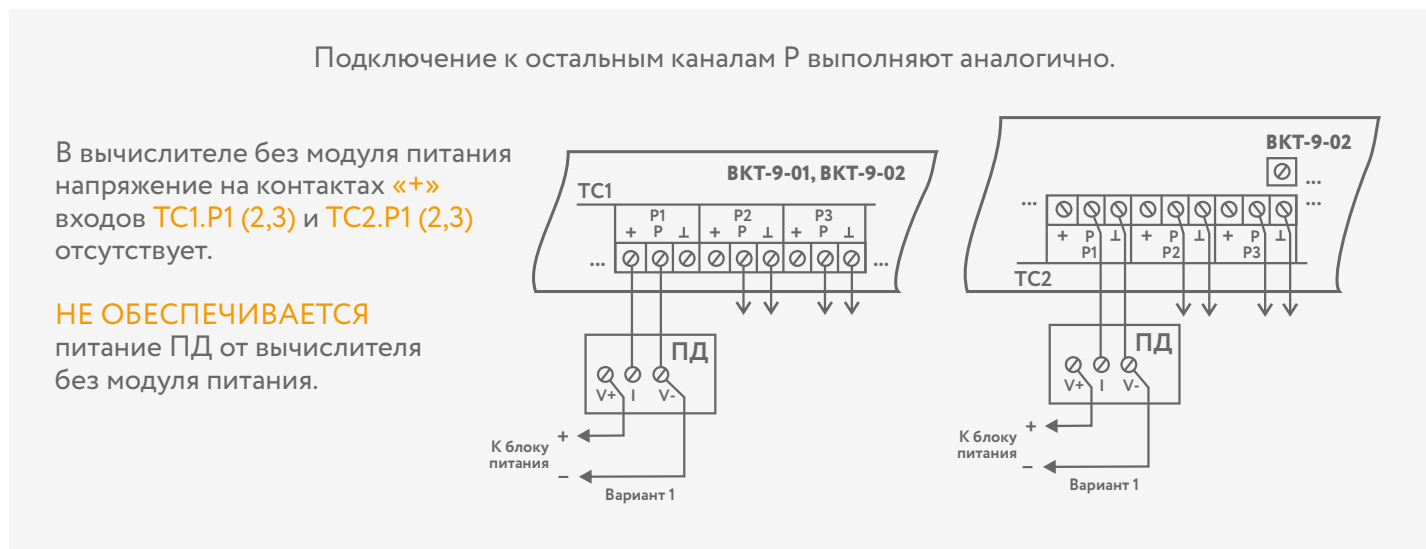 Подключение к остальным каналам Р выполняют аналогично.
В вычислителе без модуля питания
напряжение на контактах «+»
входов ТС1.Р1 (2,3) и ТС2.Р1 (2,3)
отсутствует.
НЕ ОБЕСПЕЧИВАЕТСЯ
питание ПД от вычислителя
без модуля питания.
ВКТ-9-01, ВКТ-9-02
ТС1
Р1 Р2 Р3
+ Р ⊥ + Р ⊥ + Р ⊥
... ...
ПД
V+ I V-
+
К блоку
питания
–
Вариант 1
ВКТ-9-02
...
... ...
+ Р ⊥ + Р ⊥ + Р ⊥
Р1 Р2 Р3
ТС2
ПД
V+ I V-
+
К блоку
питания
–
Вариант 1